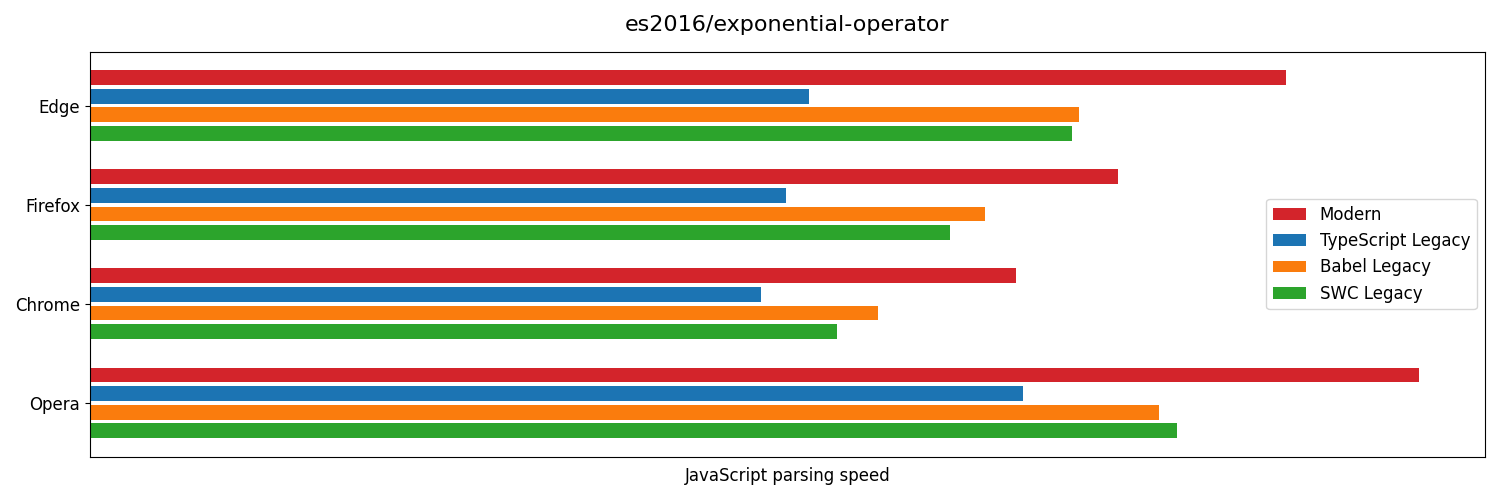 es2016/exponential-operator
Edge
Firefox
Chrome
Opera
Modern
TypeScript Legacy
Babel Legacy
SWC Legacy
JavaScript parsing speed